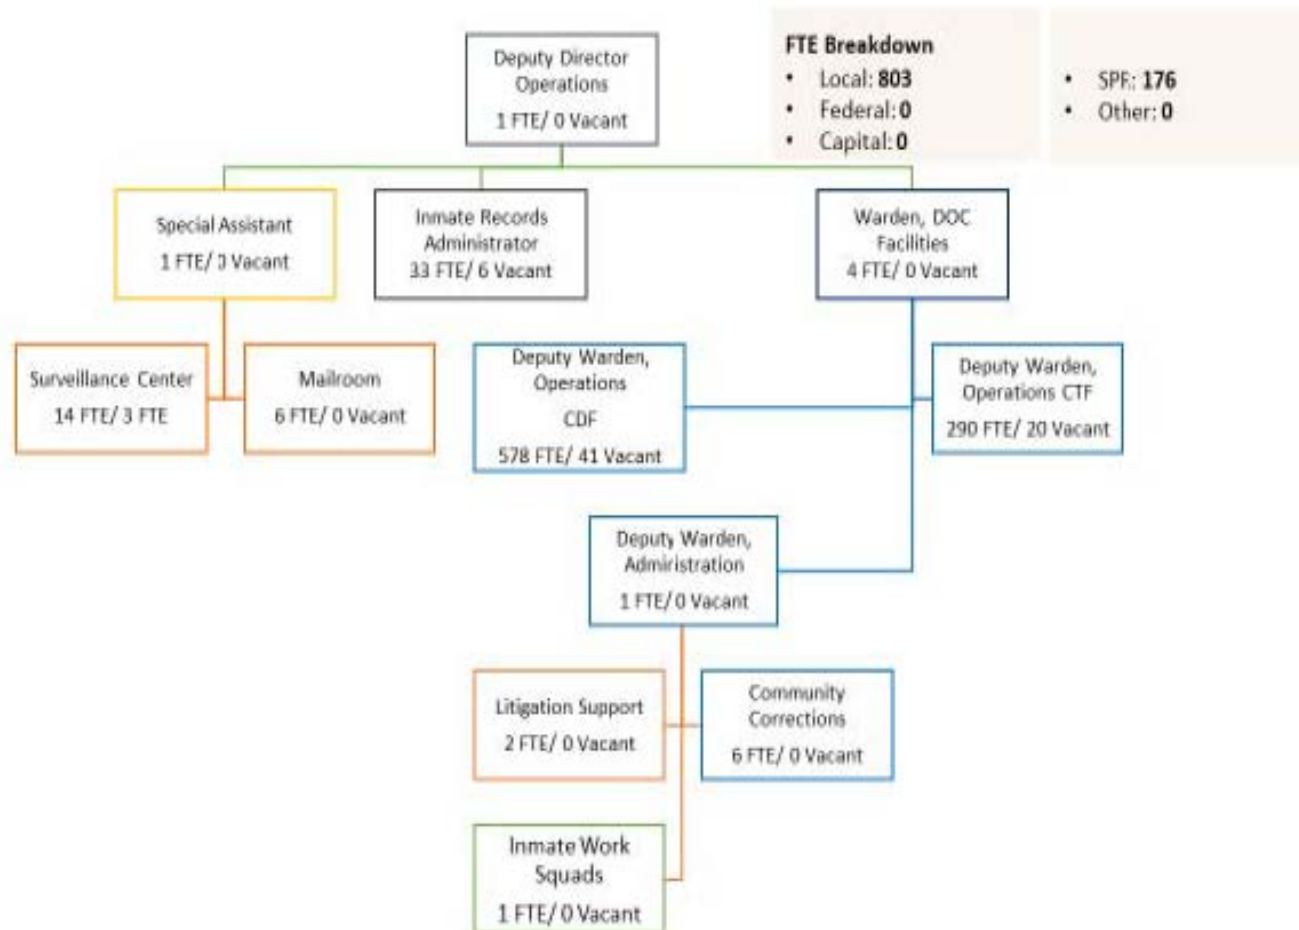 Deputy Director
Operations
1 FTE/ 0 Vacant
FTE Breakdown
• Local: 803
• Federal: 0
• Capital: 0
• SPF.: 176
• Other: 0
Special Assistant
1 FTE/ 0 Vacant
Inmate Records
Administrator
33 FTE/ 6 Vacant
Warden, DOC
Facilities
4 FTE/ 0 Vacant
Surveillance Center
14 FTE/ 3 FTE
Mailroom
6 FTE/ 0 Vacant
Deputy Warden,
Operations
CDF
578 FTE/ 41 Vacant
Deputy Warden,
Operations CTF
290 FTE/ 20 Vacant
Deputy Warden,
Administration
1 FTE/ 0 Vacant
Litigation Support
2 FTE/ 0 Vacant
Community
Corrections
6 FTE/ 0 Vacant
Inmate Work
Squads
1 FTE/ 0 Vacant